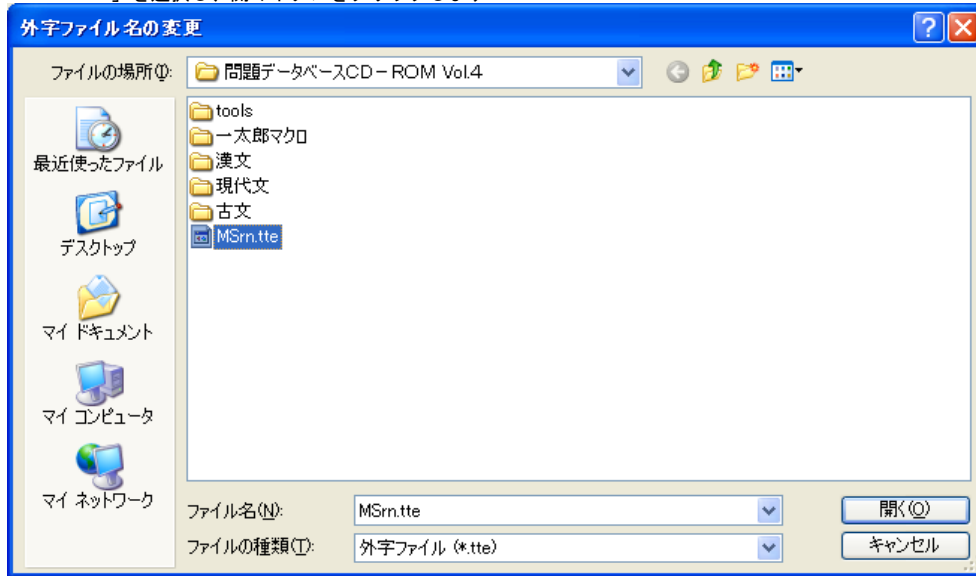 外字ファイル名の変更
ファイルの場所(I):
問題データベースCD－ROM Vol.4
tools
一太郎マクロ
漢文
現代文
古文
MSrn.tte
最近使ったファイル
デスクトップ
マイ ドキュメント
マイ コンピュータ
マイ ネットワーク
ファイル名(N):
MSrn.tte
開く(O)
ファイルの種類(T):
外字ファイル (*.tte)
キャンセル